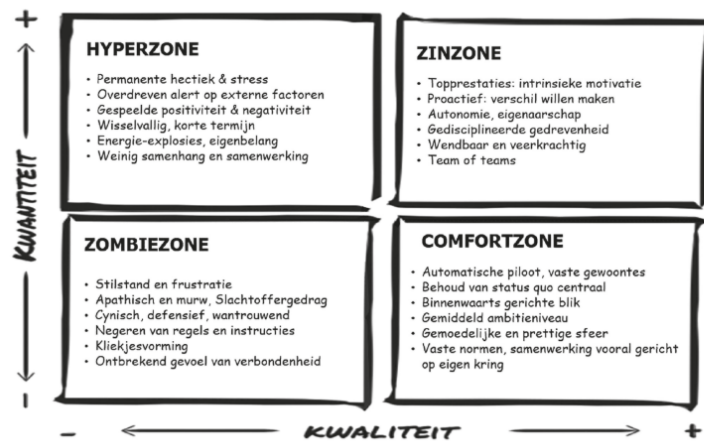 +
KWANTITEIT
-
HYPERZONE
• Permanente hectiek & stress
• Overdreven alert op externe factoren
• Gespeelde positiviteit & negativiteit
• Wisselvallig, korte termijn
• Energie-explosies, eigenbelang
• Weinig samenhang en samenwerking
ZINZONE
• Topprestaties: intrinsieke motivatie
• Proactief: verschil willen maken
• Autonomie, eigenaarschap
• Gedisciplineerde gedrevenheid
• Wendbaar en veerkrachtig
• Team of teams
ZOMBIEZONE
• Stilstand en frustratie
• Apathisch en murw, Slachtoffergedrag
• Cynisch, defensief, wantrouwend
• Negeren van regels en instructies
• Kliekjesvorming
• Ontbrekend gevoel van verbondenheid
COMFORTZONE
• Automatische piloot, vaste gewoontes
• Behoud van status quo centraal
• Binnenwaarts gerichte blik
• Gemiddeld ambitieniveau
• Gemoedelijke en prettige sfeer
• Vaste normen, samenwerking vooral gericht
op eigen kring
- KWALITEIT +